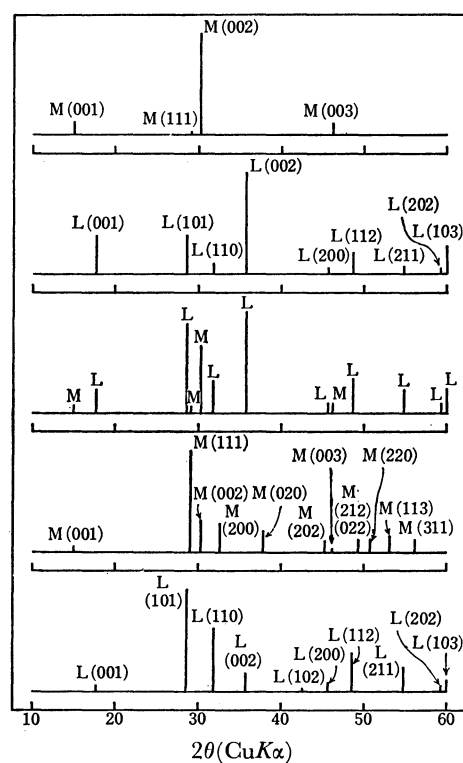 M (002)
M (001)
M (111)
M (003)
L (002)
L (001)
L (101)
L (110)
L (200)
L (112)
L (211)
L (202)
L (103)
M
L
L
M
M
L
L
L
M
L
L
L
L
M (001)
M (111)
M (002)
M
(200)
M (020)
M
(202)
M (003)
M
(212)
(022)
M (220)
M (113)
M (311)
L (001)
L
(101)
L (110)
L
(002)
L (102)
L (200)
L (112)
L
(211)
L (202)
L (103)
10 20 30 40 50 60
2θ (CuKα)